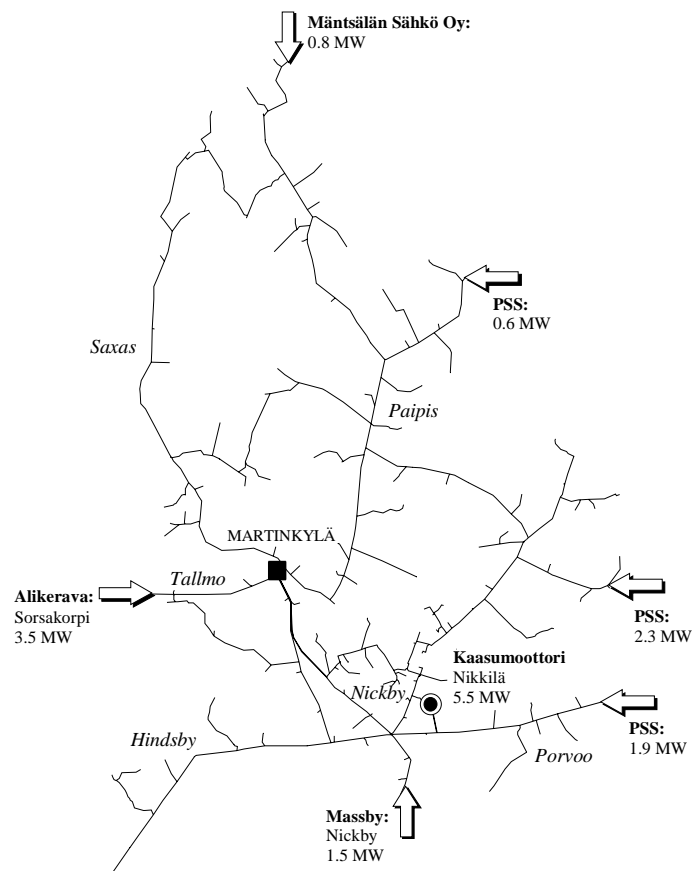 Mäntsälän Sähkö Oy:
0.8 MW
PSS:
0.6 MW
Saxas
Paipis
MARTINKYLÄ
Tallmo
Alikerava:
Sorsakorpi
3.5 MW
PSS:
2.3 MW
Kaasumoottori
Nikkilä
5.5 MW
Nickby
PSS:
1.9 MW
Hindsby
Porvoo
Massby:
Nickby
1.5 MW